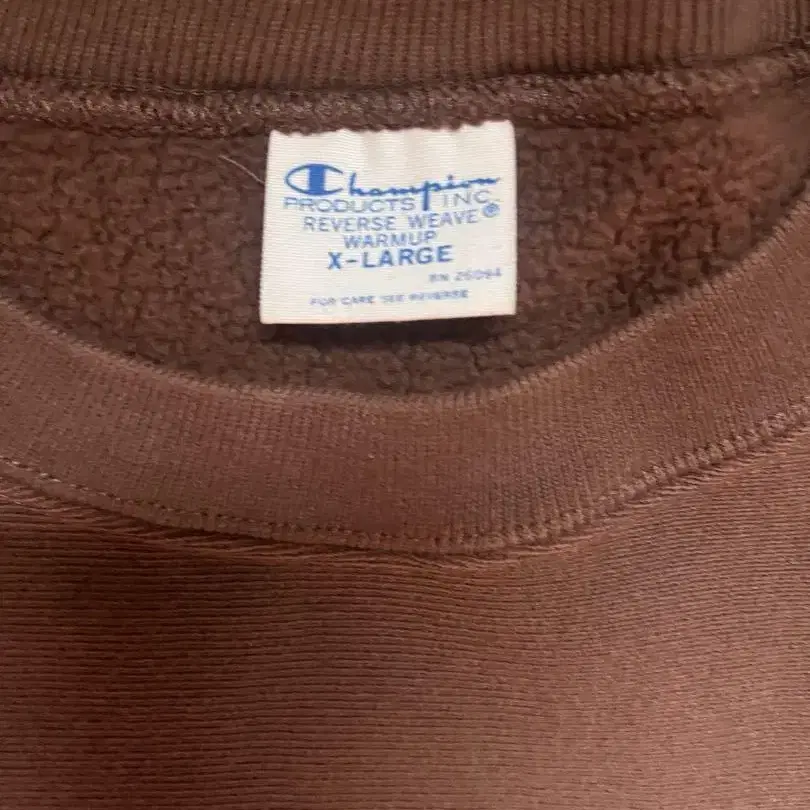 Champion
PRODUCTS INC.
REVERSE WEAVE®
WARMUP
X-LARGE
RN 26094
FOR CARE SEE REVERSE